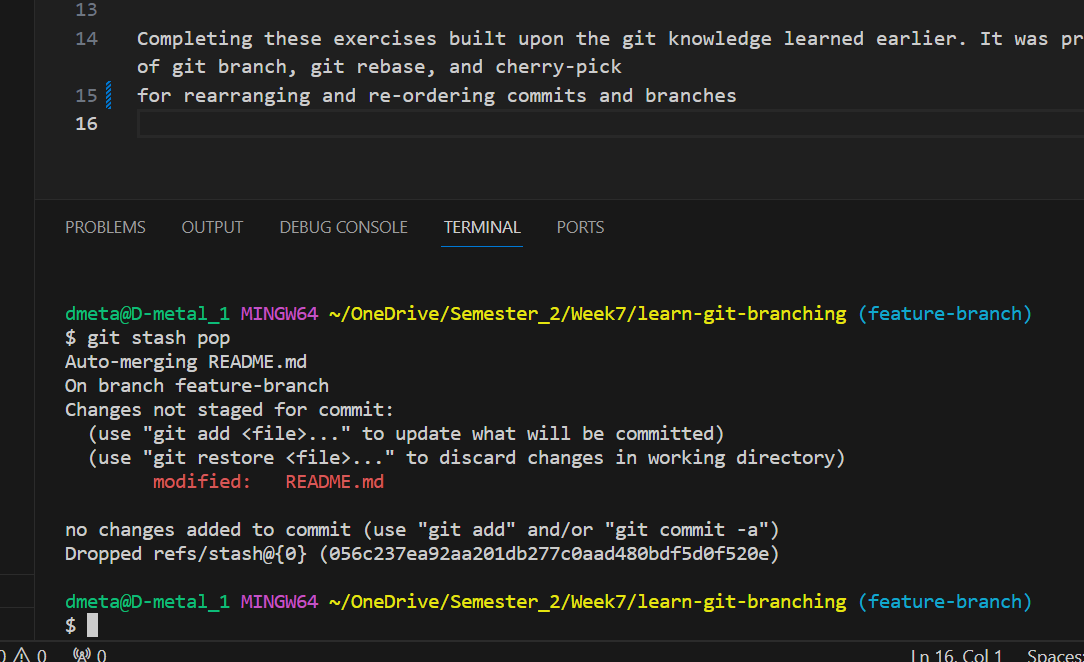 13
14 Completing these exercises built upon the git knowledge learned earlier. It was
of git branch, git rebase, and cherry-pick
15 for rearranging and re-ordering commits and branches
16
PROBLEMS OUTPUT DEBUG CONSOLE TERMINAL PORTS
dmeta@D-metal_1 MINGW64 ~/OneDrive/Semester_2/Week7/learn-git-branching (feature-branch)
$ git stash pop
Auto-merging README.md
On branch feature-branch
Changes not staged for commit:
  (use "git add <file>..." to update what will be committed)
  (use "git restore <file>..." to discard changes in working directory)
        modified:   README.md
no changes added to commit (use "git add" and/or "git commit -a")
Dropped refs/stash@{0} (056c237ea92aa201db277c0aad480bdf5d0f520e)
dmeta@D-metal_1 MINGW64 ~/OneDrive/Semester_2/Week7/learn-git-branching (feature-branch)
$
0 0 0 Ln 16, Col 1 Spaces: